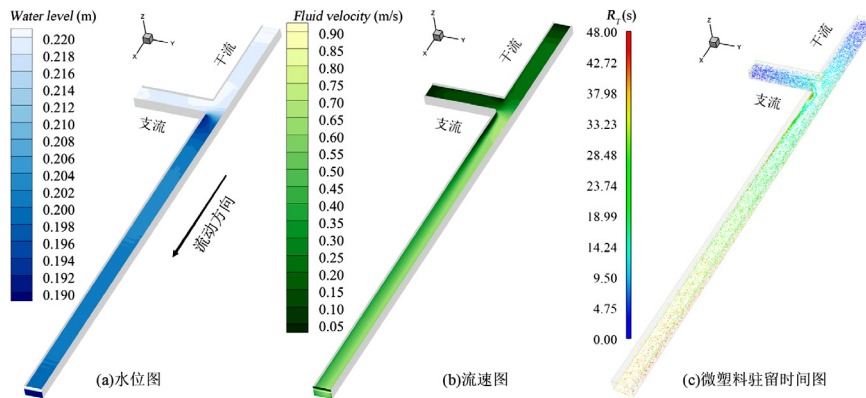 Water level (m)
0.220
0.218
0.216
0.214
0.212
0.210
0.208
0.206
0.204
0.202
0.200
0.198
0.196
0.194
0.192
0.190
Z
Y
X
干流
支流
流动方向
(a)水位图
Fluid velocity (m/s)
0.90
0.85
0.80
0.75
0.70
0.65
0.60
0.55
0.50
0.45
0.40
0.35
0.30
0.25
0.20
0.15
0.10
0.05
Z
Y
X
干流
支流
(b)流速图
R_T(s)
48.00
42.72
37.98
33.23
28.48
23.74
18.99
14.24
9.50
4.75
0.00
Z
Y
X
干流
支流
(c)微塑料驻留时间图